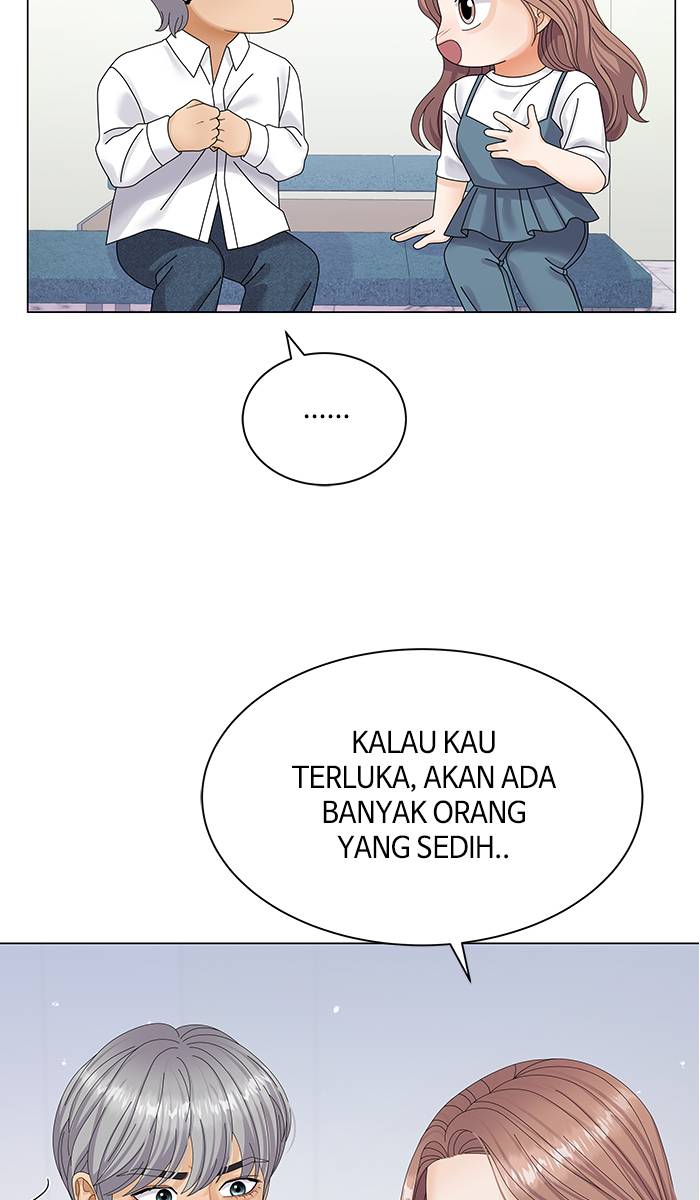 ......
KALAU KAU
TERLUKA, AKAN ADA
BANYAK ORANG
YANG SEDIH..